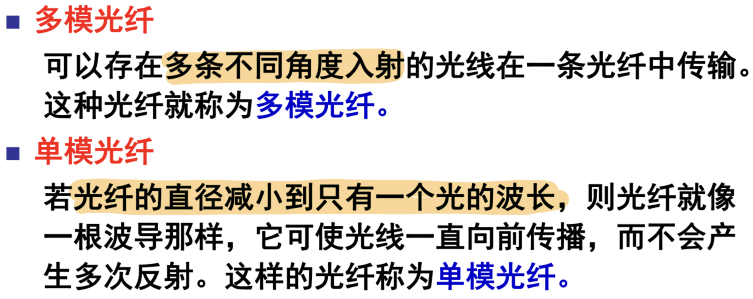 多模光纤
可以存在多条不同角度入射的光线在一条光纤中传输。
这种光纤就称为多模光纤。
单模光纤
若光纤的直径减小到只有一个光的波长，则光纤就像
一根波导那样，它可使光线一直向前传播，而不会产
生多次反射。这样的光纤称为单模光纤。